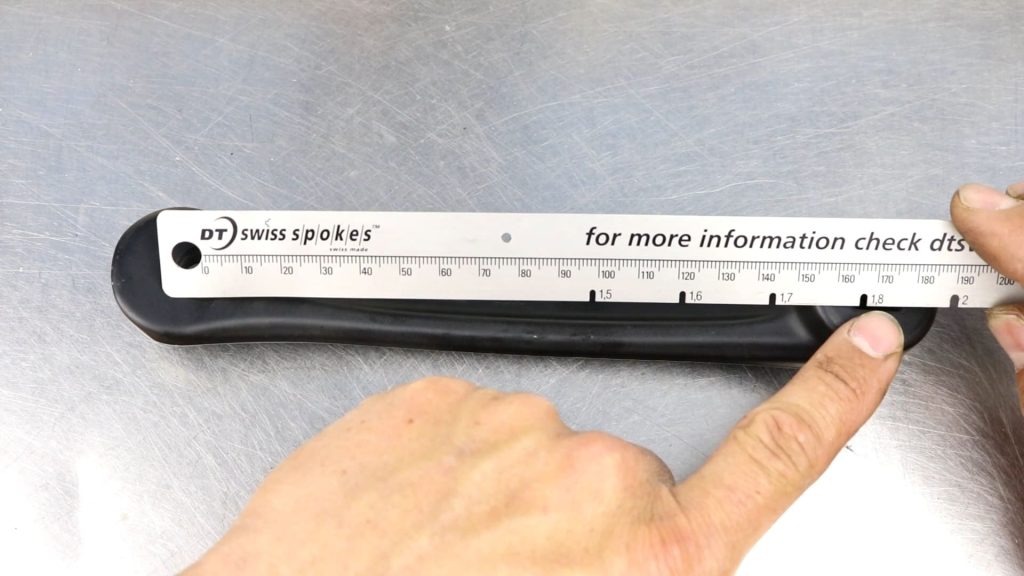 DT swiss spokes™
swiss made
for more information check dts
0 10 20 30 40 50 60 70 80 90 100 110 120 130 140 150 160 170 180 190 200
1,5 1,6 1,7 1,8 2